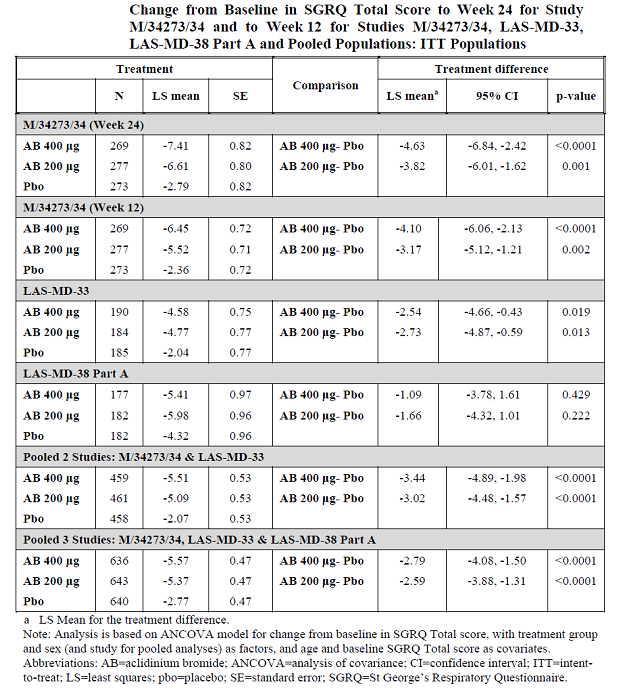 Change from Baseline in SGRQ Total Score to Week 24 for Study
M/34273/34 and to Week 12 for Studies M/34273/34, LAS-MD-33,
LAS-MD-38 Part A and Pooled Populations: ITT Populations
Treatment Comparison Treatment difference
N LS mean SE LS meanᵃ 95% CI p-value
M/34273/34 (Week 24)
AB 400 µg 269 -7.41 0.82 AB 400 µg- Pbo -4.63 -6.84, -2.42 <0.0001
AB 200 µg 277 -6.61 0.80 AB 200 µg- Pbo -3.82 -6.01, -1.62 0.001
Pbo 273 -2.79 0.82
M/34273/34 (Week 12)
AB 400 µg 269 -6.45 0.72 AB 400 µg- Pbo -4.10 -6.06, -2.13 <0.0001
AB 200 µg 277 -5.52 0.71 AB 200 µg- Pbo -3.17 -5.12, -1.21 0.002
Pbo 273 -2.36 0.72
LAS-MD-33
AB 400 µg 190 -4.58 0.75 AB 400 µg- Pbo -2.54 -4.66, -0.43 0.019
AB 200 µg 184 -4.77 0.77 AB 200 µg- Pbo -2.73 -4.87, -0.59 0.013
Pbo 185 -2.04 0.77
LAS-MD-38 Part A
AB 400 µg 177 -5.41 0.97 AB 400 µg- Pbo -1.09 -3.78, 1.61 0.429
AB 200 µg 182 -5.98 0.96 AB 200 µg- Pbo -1.66 -4.32, 1.01 0.222
Pbo 182 -4.32 0.96
Pooled 2 Studies: M/34273/34 & LAS-MD-33
AB 400 µg 459 -5.51 0.53 AB 400 µg- Pbo -3.44 -4.89, -1.98 <0.0001
AB 200 µg 461 -5.09 0.53 AB 200 µg- Pbo -3.02 -4.48, -1.57 <0.0001
Pbo 458 -2.07 0.53
Pooled 3 Studies: M/34273/34, LAS-MD-33 & LAS-MD-38 Part A
AB 400 µg 636 -5.57 0.47 AB 400 µg- Pbo -2.79 -4.08, -1.50 <0.0001
AB 200 µg 643 -5.37 0.47 AB 200 µg- Pbo -2.59 -3.88, -1.31 <0.0001
Pbo 640 -2.77 0.47
a LS Mean for the treatment difference.
Note: Analysis is based on ANCOVA model for change from baseline in SGRQ Total score, with treatment group
and sex (and study for pooled analyses) as factors, and age and baseline SGRQ Total score as covariates.
Abbreviations: AB=aclidinium bromide; ANCOVA=analysis of covariance; CI=confidence interval; ITT=intent-
to-treat; LS=least squares; pbo=placebo; SE=standard error; SGRQ=St George’s Respiratory Questionnaire.